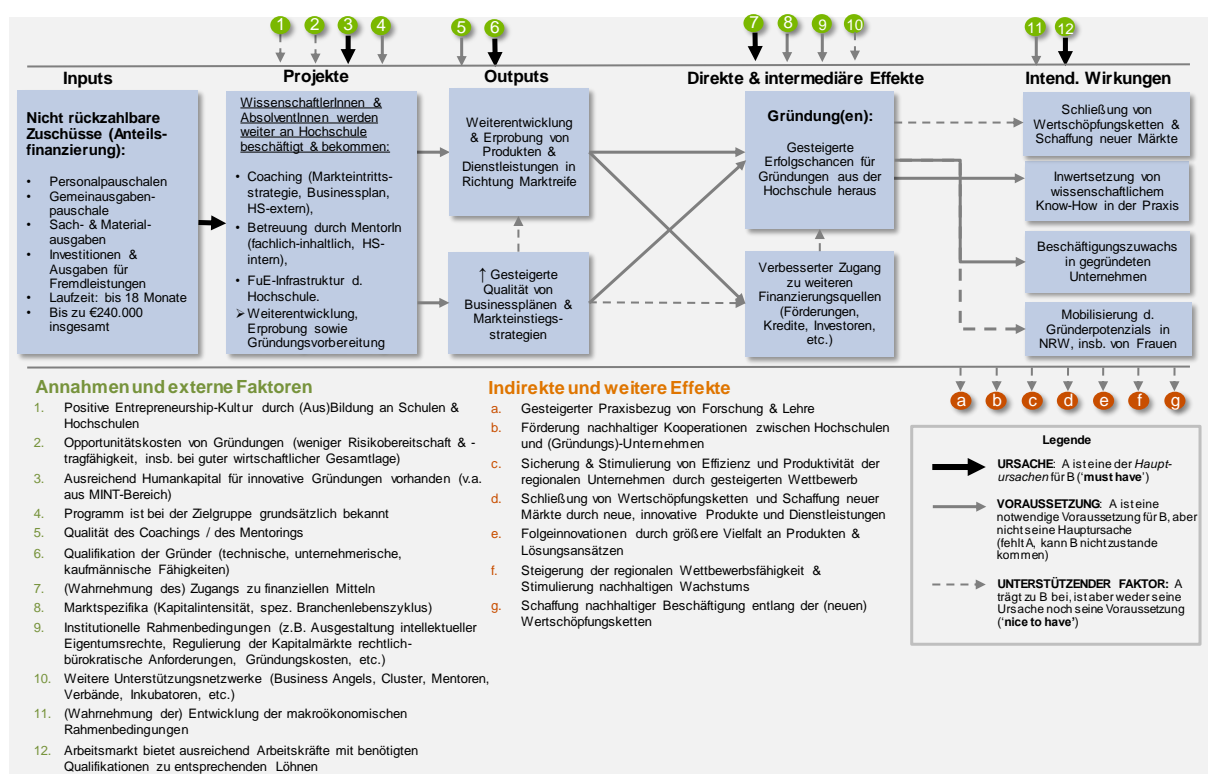 1 2 3 4 5 6 7 8 9 10 11 12
Inputs
Projekte
Outputs
Direkte & intermediäre Effekte
Intend. Wirkungen
Nicht rückzahlbare
Zuschüsse (Anteils-
finanzierung):
• Personalpauschalen
• Gemeinausgaben-
pauschale
• Sach- & Material-
ausgaben
• Investitionen &
Ausgaben für
Fremdleistungen
• Laufzeit: bis 18 Monate
• Bis zu €240.000
insgesamt
WissenschaftlerInnen &
AbsolventInnen werden
weiter an Hochschule
beschäftigt & bekommen:
• Coaching (Markteintritts-
strategie, Businessplan,
HS-extern),
• Betreuung durch MentorIn
(fachlich-inhaltlich, HS-
intern),
• FuE-Infrastruktur d.
Hochschule.
➢ Weiterentwicklung,
Erprobung sowie
Gründungsvorbereitung
Weiterentwicklung
& Erprobung von
Produkten &
Dienstleistungen in
Richtung Marktreife
↑ Gesteigerte
Qualität von
Businessplänen &
Markteinstiegs-
strategien
Gründung(en):
Gesteigerte
Erfolgschancen für
Gründungen aus der
Hochschule heraus
Verbesserter Zugang
zu weiteren
Finanzierungsquellen
(Förderungen,
Kredite, Investoren,
etc.)
Schließung von
Wertschöpfungsketten &
Schaffung neuer Märkte
Inwertsetzung von
wissenschaftlichem
Know-How in der Praxis
Beschäftigungszuwachs
in gegründeten
Unternehmen
Mobilisierung d.
Gründerpotenzials in
NRW, insb. von Frauen
a b c d e f g
Annahmen und externe Faktoren
1. Positive Entrepreneurship-Kultur durch (Aus)Bildung an Schulen &
Hochschulen
2. Opportunitätskosten von Gründungen (weniger Risikobereitschaft & -
tragfähigkeit, insb. bei guter wirtschaftlicher Gesamtlage)
3. Ausreichend Humankapital für innovative Gründungen vorhanden (v.a.
aus MINT-Bereich)
4. Programm ist bei der Zielgruppe grundsätzlich bekannt
5. Qualität des Coachings / des Mentorings
6. Qualifikation der Gründer (technische, unternehmerische,
kaufmännische Fähigkeiten)
7. (Wahrnehmung des) Zugangs zu finanziellen Mitteln
8. Marktspezifika (Kapitalintensität, spez. Branchenlebenszyklus)
9. Institutionelle Rahmenbedingungen (z.B. Ausgestaltung intellektueller
Eigentumsrechte, Regulierung der Kapitalmärkte rechtlich-
bürokratische Anforderungen, Gründungskosten, etc.)
10. Weitere Unterstützungsnetzwerke (Business Angels, Cluster, Mentoren,
Verbände, Inkubatoren, etc.)
11. (Wahrnehmung der) Entwicklung der makroökonomischen
Rahmenbedingungen
12. Arbeitsmarkt bietet ausreichend Arbeitskräfte mit benötigten
Qualifikationen zu entsprechenden Löhnen
Indirekte und weitere Effekte
a. Gesteigerter Praxisbezug von Forschung & Lehre
b. Förderung nachhaltiger Kooperationen zwischen Hochschulen
und (Gründungs)-Unternehmen
c. Sicherung & Stimulierung von Effizienz und Produktivität der
regionalen Unternehmen durch gesteigerten Wettbewerb
d. Schließung von Wertschöpfungsketten und Schaffung neuer
Märkte durch neue, innovative Produkte und Dienstleistungen
e. Folgeinnovationen durch größere Vielfalt an Produkten &
Lösungsansätzen
f. Steigerung der regionalen Wettbewerbsfähigkeit &
Stimulierung nachhaltigen Wachstums
g. Schaffung nachhaltiger Beschäftigung entlang der (neuen)
Wertschöpfungsketten
Legende
URSACHE: A ist eine der Haupt-
ursachen für B ('must have')
VORAUSSETZUNG: A ist eine
notwendige Voraussetzung für B, aber
nicht seine Hauptursache
(fehlt A, kann B nicht zustande
kommen)
UNTERSTÜTZENDER FAKTOR: A
trägt zu B bei, ist aber weder seine
Ursache noch seine Voraussetzung
('nice to have')